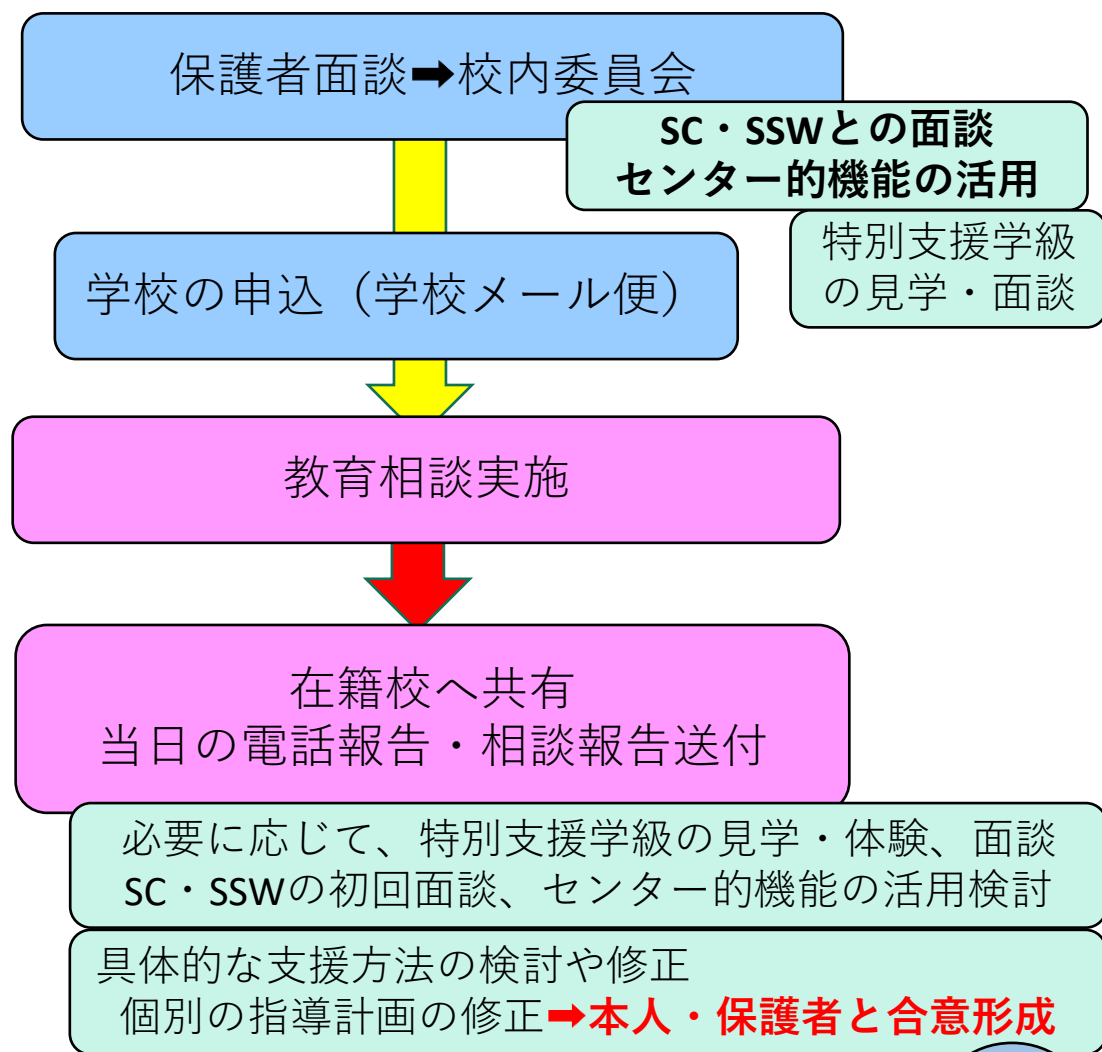 保護者面談➡校内委員会
SC・SSWとの面談
センター的機能の活用
特別支援学級
の見学・面談
学校の申込（学校メール便）
教育相談実施
在籍校へ共有
当日の電話報告・相談報告送付
必要に応じて、特別支援学級の見学・体験、面談
SC・SSWの初回面談、センター的機能の活用検討
具体的な支援方法の検討や修正
個別の指導計画の修正➡本人・保護者と合意形成